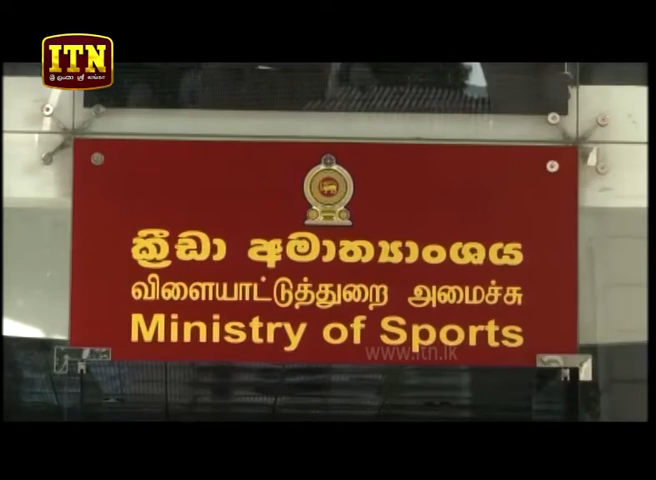 ITN
ක්‍රීඩා අමාත්‍යාංශය
விளையாட்டுத்துறை அமைச்சு
Ministry of Sports
www.itn.lk